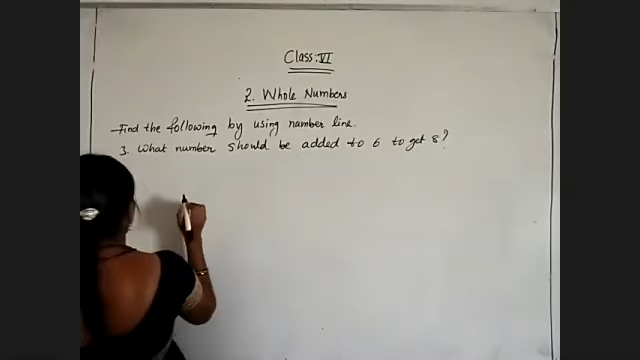 Class: VI
2. Whole Numbers
Find the following by using number line.
3. What number should be added to 6 to get 8?